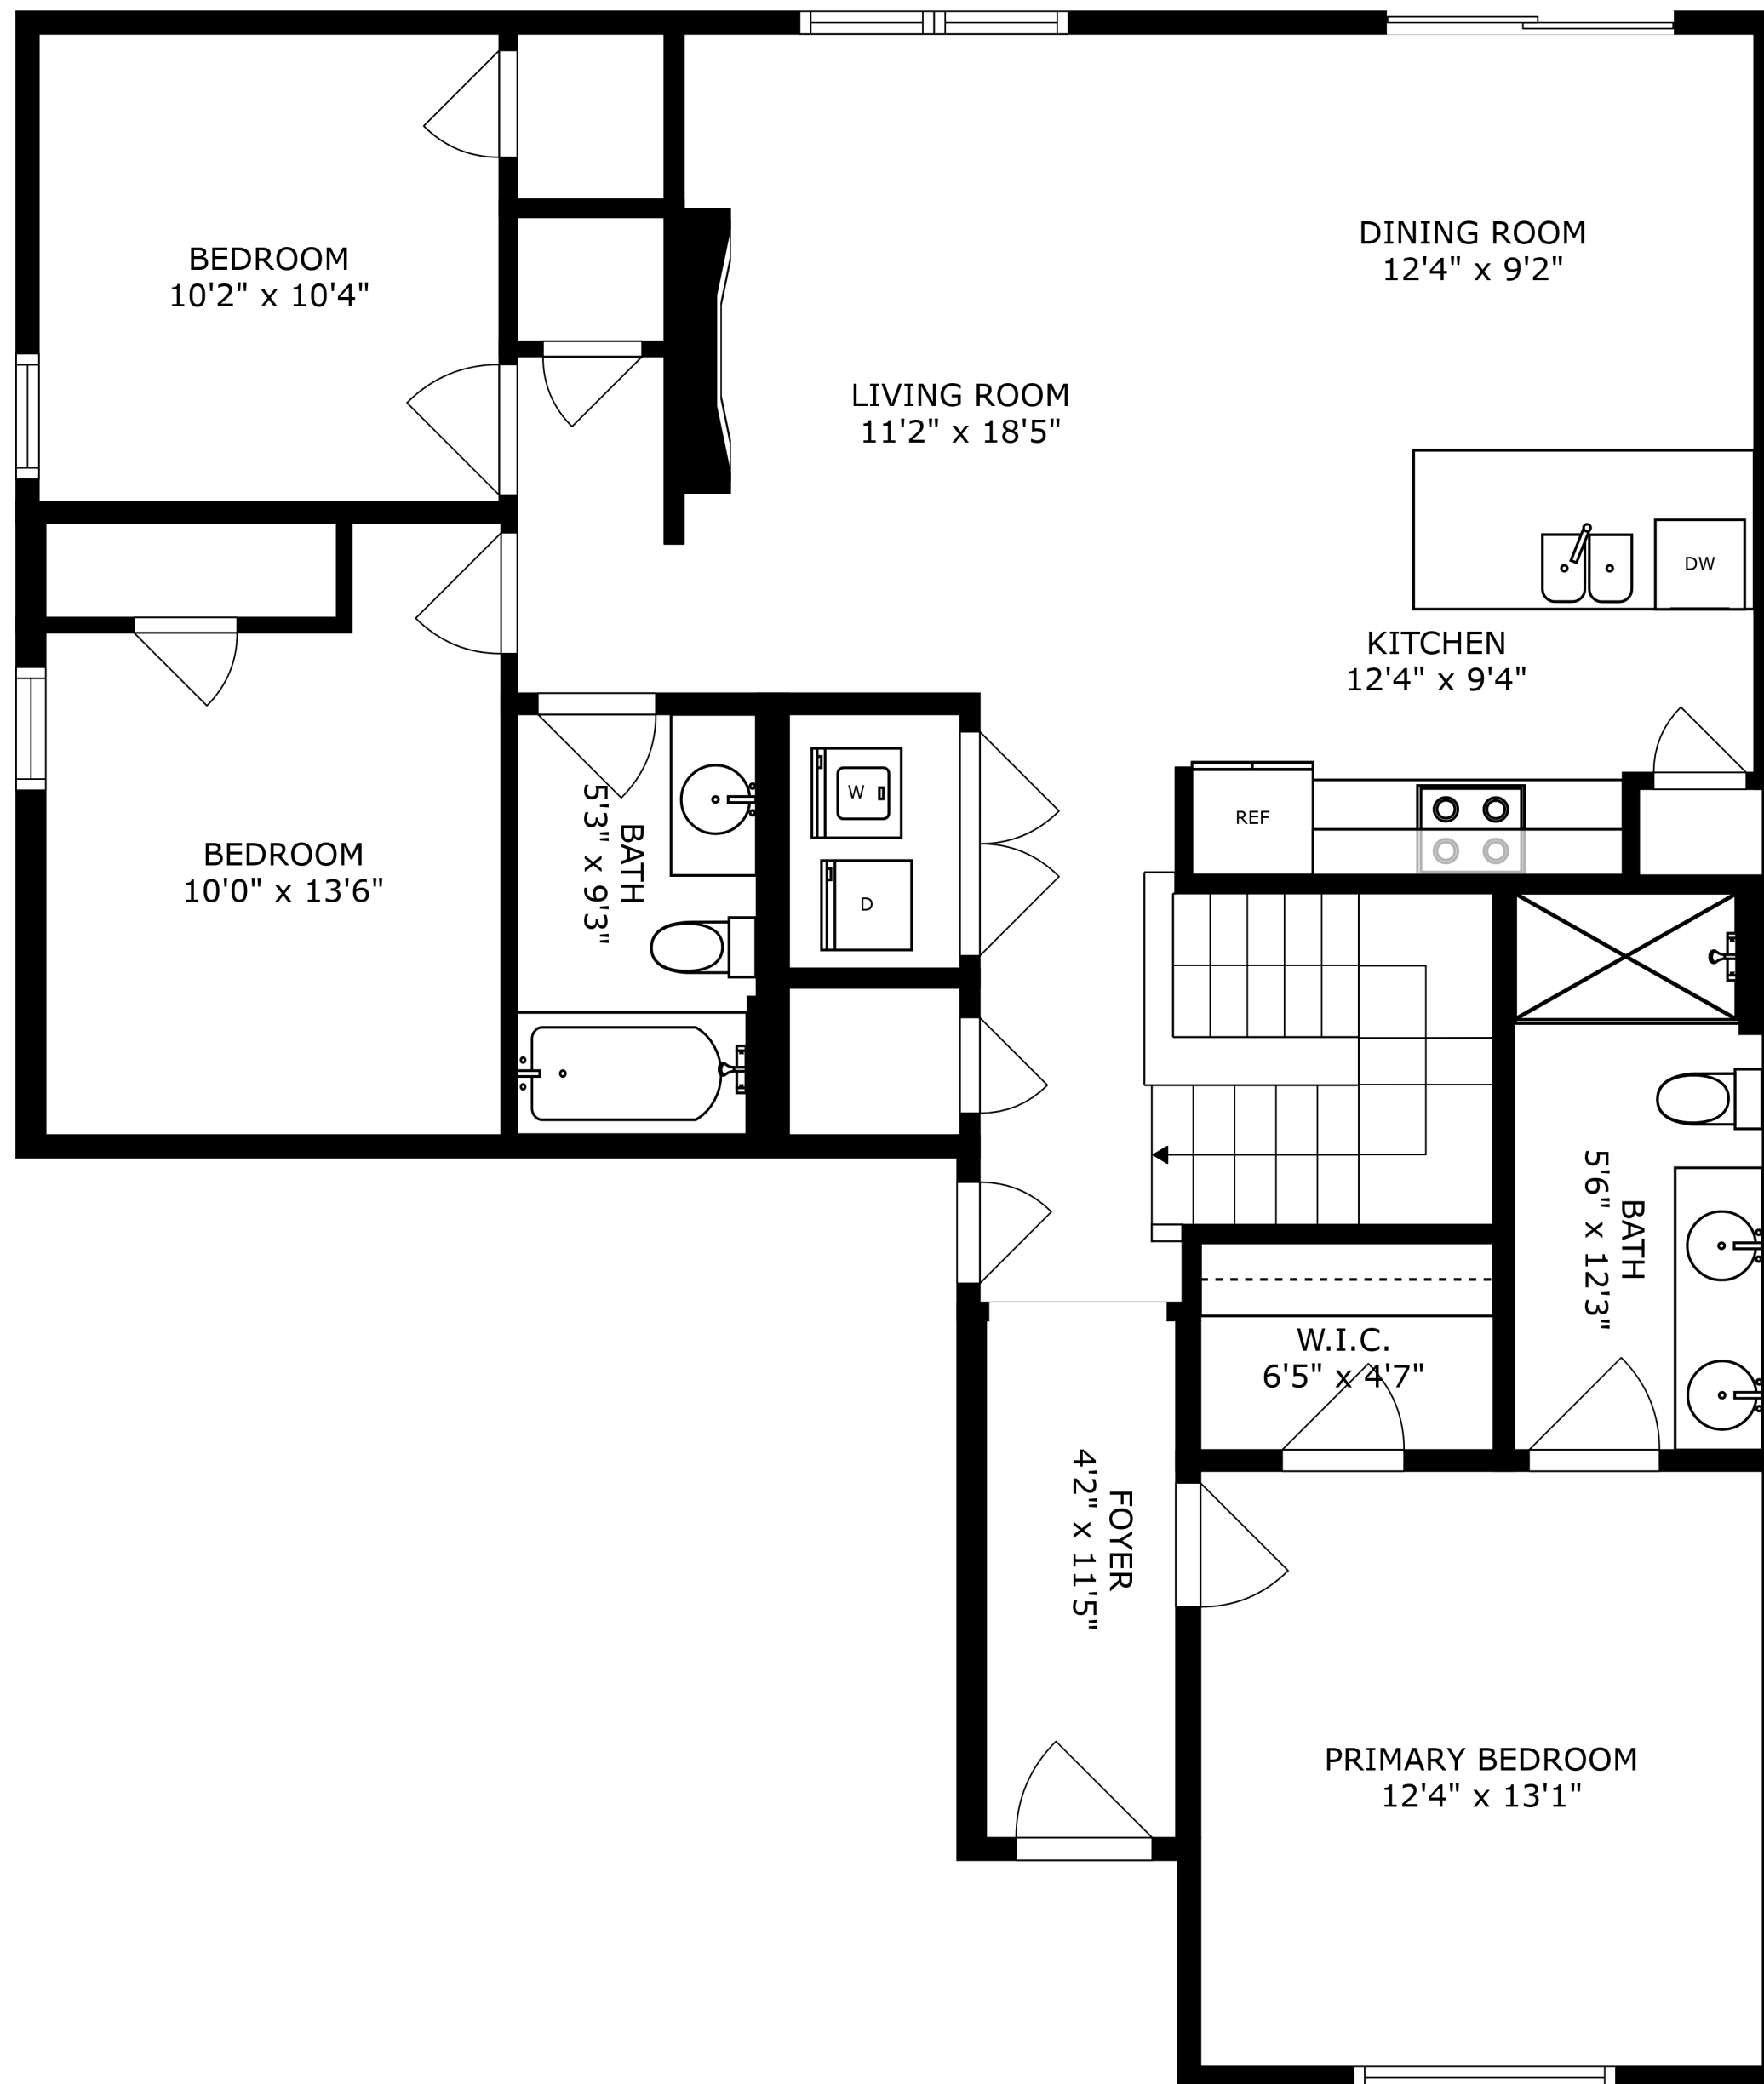 BEDROOM
10'2" x 10'4"
DINING ROOM
12'4" x 9'2"
LIVING ROOM
11'2" x 18'5"
DW
KITCHEN
12'4" x 9'4"
REF
W
BEDROOM
10'0" x 13'6"
BATH
5'3" x 9'3"
D
BATH
5'6" x 12'3"
W.I.C.
6'5" x 4'7"
FOYER
4'2" x 11'5"
PRIMARY BEDROOM
12'4" x 13'1"